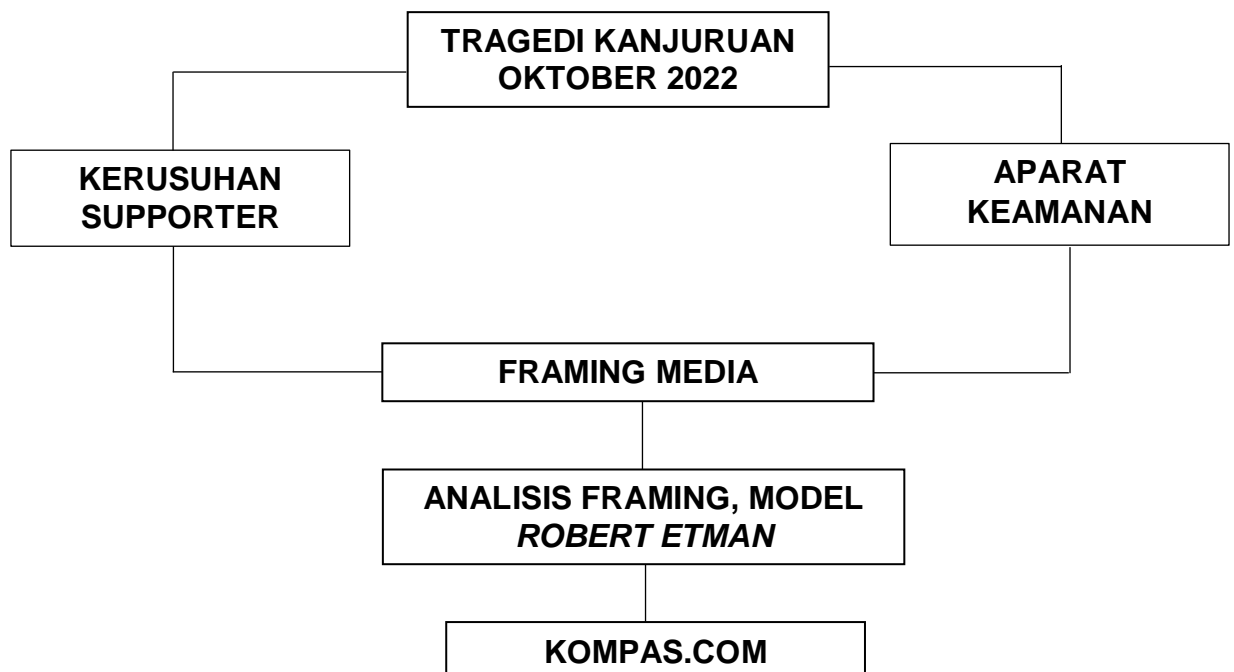 TRAGEDI KANJURUAN
OKTOBER 2022
KERUSUHAN
SUPPORTER
APARAT
KEAMANAN
FRAMING MEDIA
ANALISIS FRAMING, MODEL
ROBERT ETMAN
KOMPAS.COM